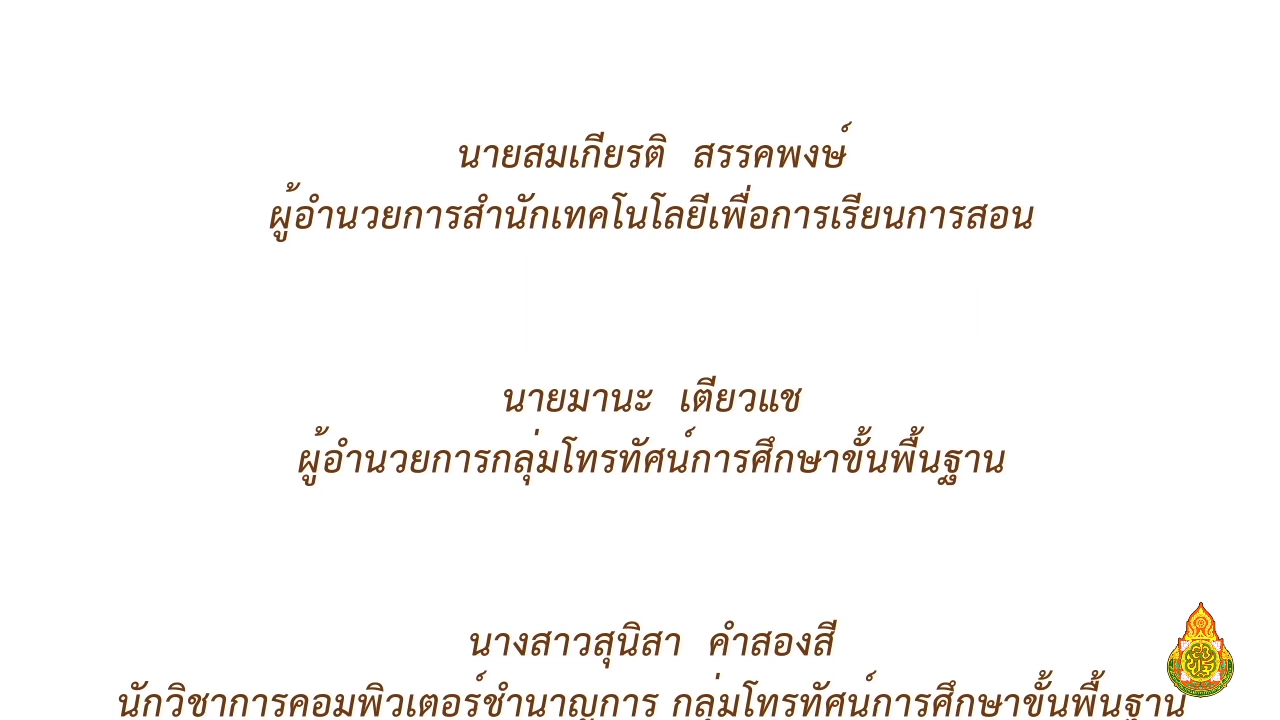 นายสมเกียรติ สรรคพงษ์
ผู้อำนวยการสำนักเทคโนโลยีเพื่อการเรียนการสอน
นายมานะ เตียวแช
ผู้อำนวยการกลุ่มโทรทัศน์การศึกษาขั้นพื้นฐาน
นางสาวสุนิสา คำสองสี
นักวิชาการคอมพิวเตอร์ชำนาญการ กลุ่มโทรทัศน์การศึกษาขั้นพื้นฐาน